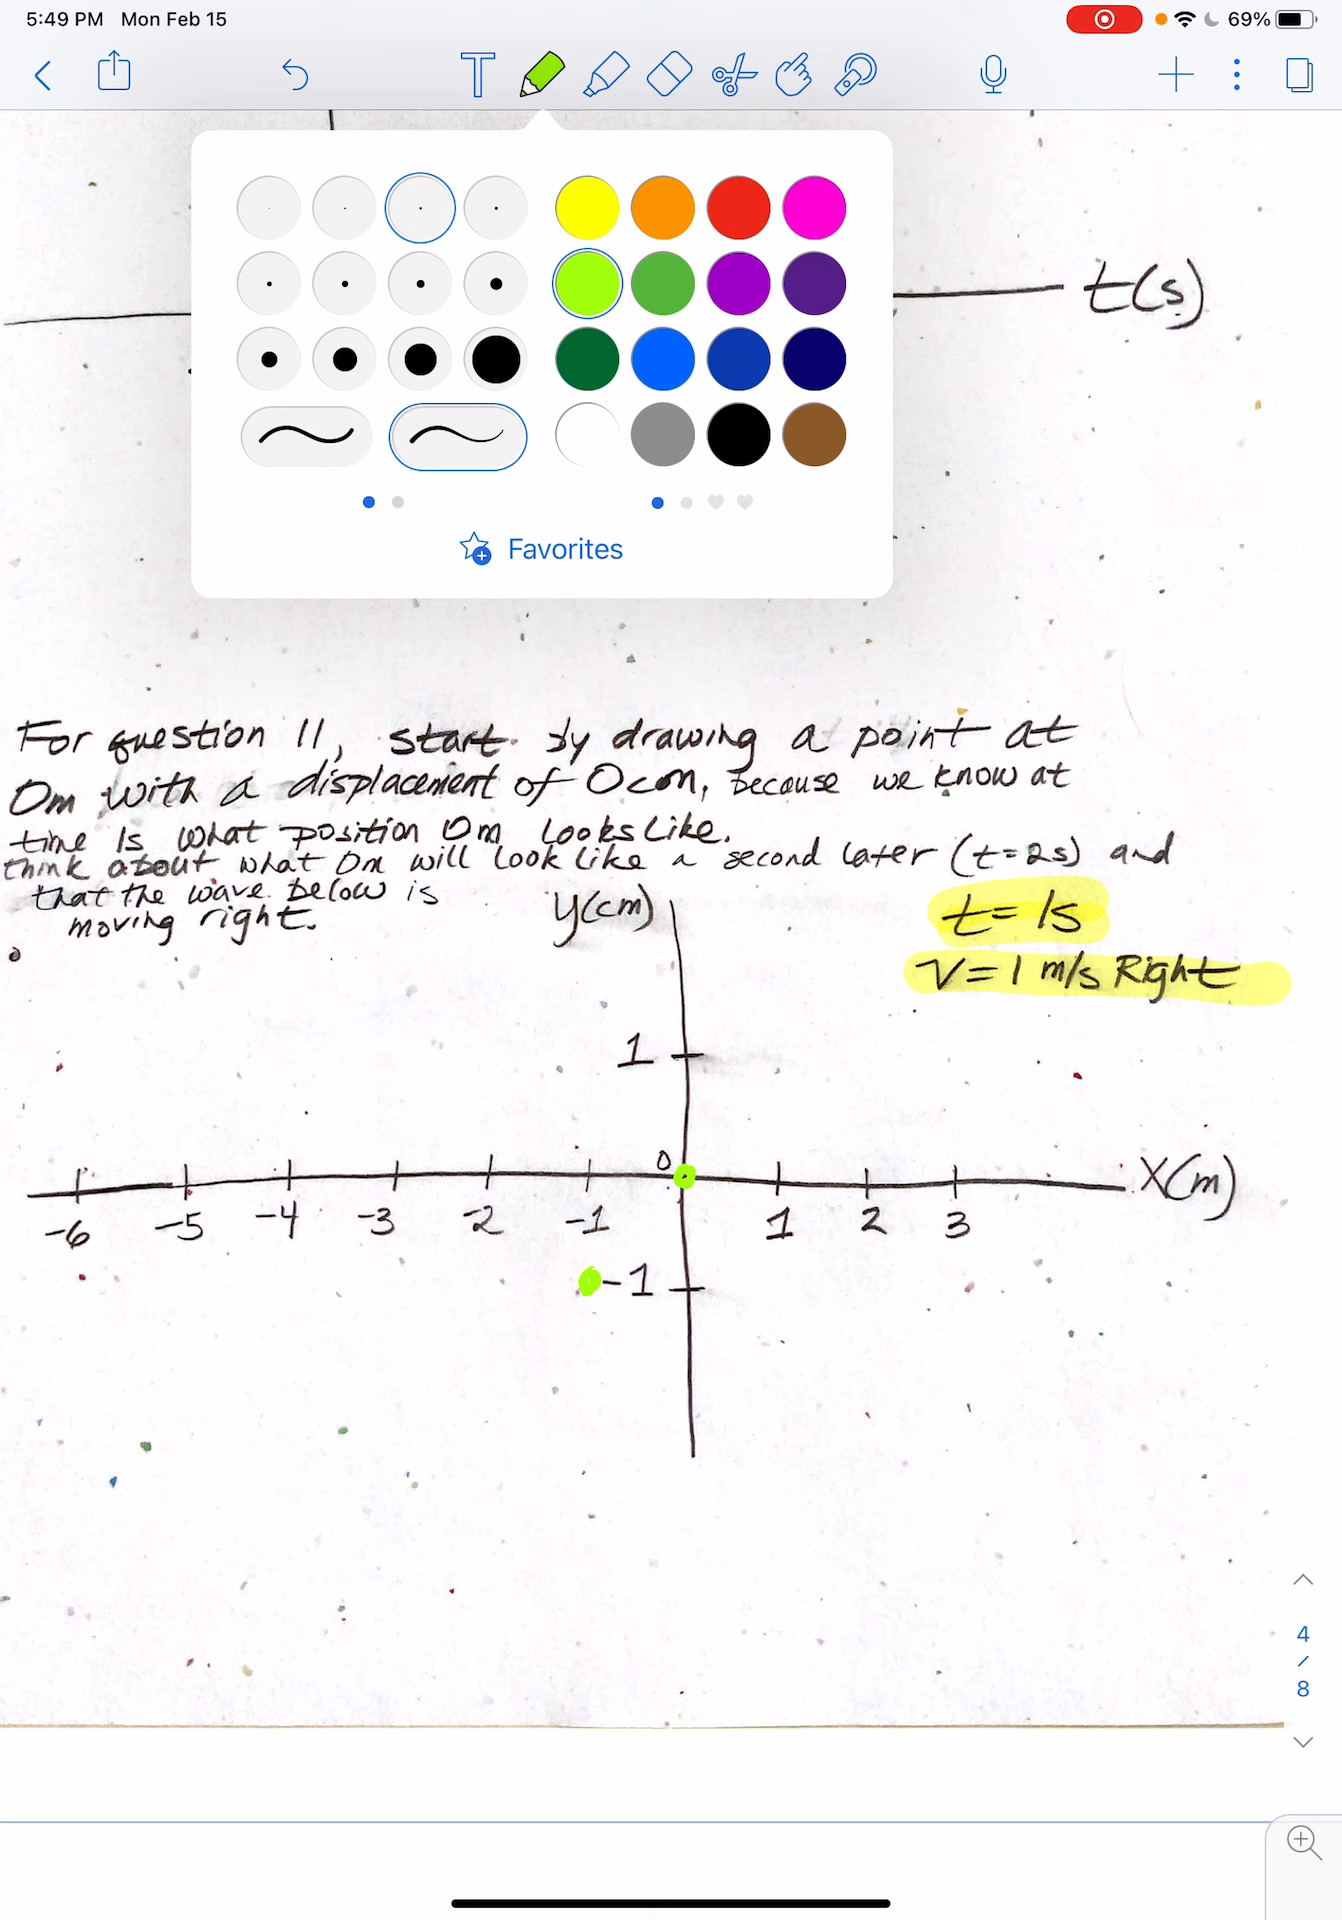 5:49 PM Mon Feb 15
69%
T
t(s)
Favorites
For question 11, start by drawing a point at
0m with a displacement of 0cm, because we know at
time 1s what position 0m looks like.
think about what 0m will look like a second later (t=2s) and
that the wave below is
moving right.
y(cm)
t=1s
v=1 m/s Right
1
0
x(m)
-6 -5 -4 -3 -2 -1 1 2 3
-1
4
/
8